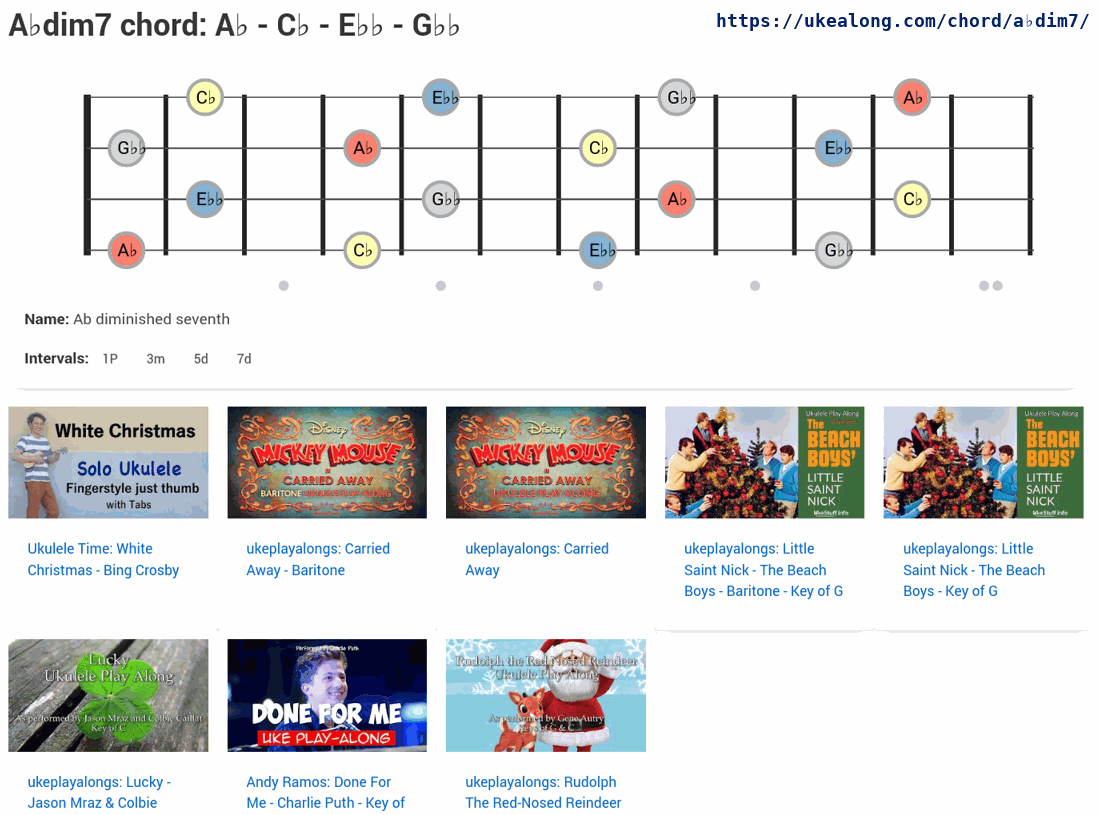 A♭dim7 chord: A♭ - C♭ - E♭♭ - G♭♭
https://ukealong.com/chord/a♭dim7/
C♭ E♭♭ G♭♭ A♭
G♭♭ A♭ C♭ E♭♭
E♭♭ G♭♭ A♭ C♭
A♭ C♭ E♭♭ G♭♭
Name: Ab diminished seventh
Intervals: 1P 3m 5d 7d
White Christmas
Solo Ukulele
Fingerstyle just thumb
with Tabs
Disney
MICKEY MOUSE
IN
CARRIED AWAY
BARITONE UKULELE PLAY ALONG
Disney
MICKEY MOUSE
IN
CARRIED AWAY
UKULELE PLAY ALONG
Ukulele Play Along
The
BEACH
BOYS'
LITTLE
SAINT
NICK
UkeStuff.Info
Ukulele Play Along
The
BEACH
BOYS'
LITTLE
SAINT
NICK
UkeStuff.Info
Ukulele Time: White
Christmas - Bing Crosby
ukeplayalongs: Carried
Away - Baritone
ukeplayalongs: Carried
Away
ukeplayalongs: Little
Saint Nick - The Beach
Boys - Baritone - Key of G
ukeplayalongs: Little
Saint Nick - The Beach
Boys - Key of G
Lucky
Ukulele Play Along
As performed by Jason Mraz and Colbie Caillat
Key of C
Performed by Charlie Puth
DONE FOR ME
UKE PLAY-ALONG
Rudolph the Red-Nosed Reindeer
Ukulele Play Along
As performed by Gene Autry
Keys of G & C
ukeplayalongs: Lucky -
Jason Mraz & Colbie
Andy Ramos: Done For
Me - Charlie Puth - Key of
ukeplayalongs: Rudolph
The Red-Nosed Reindeer